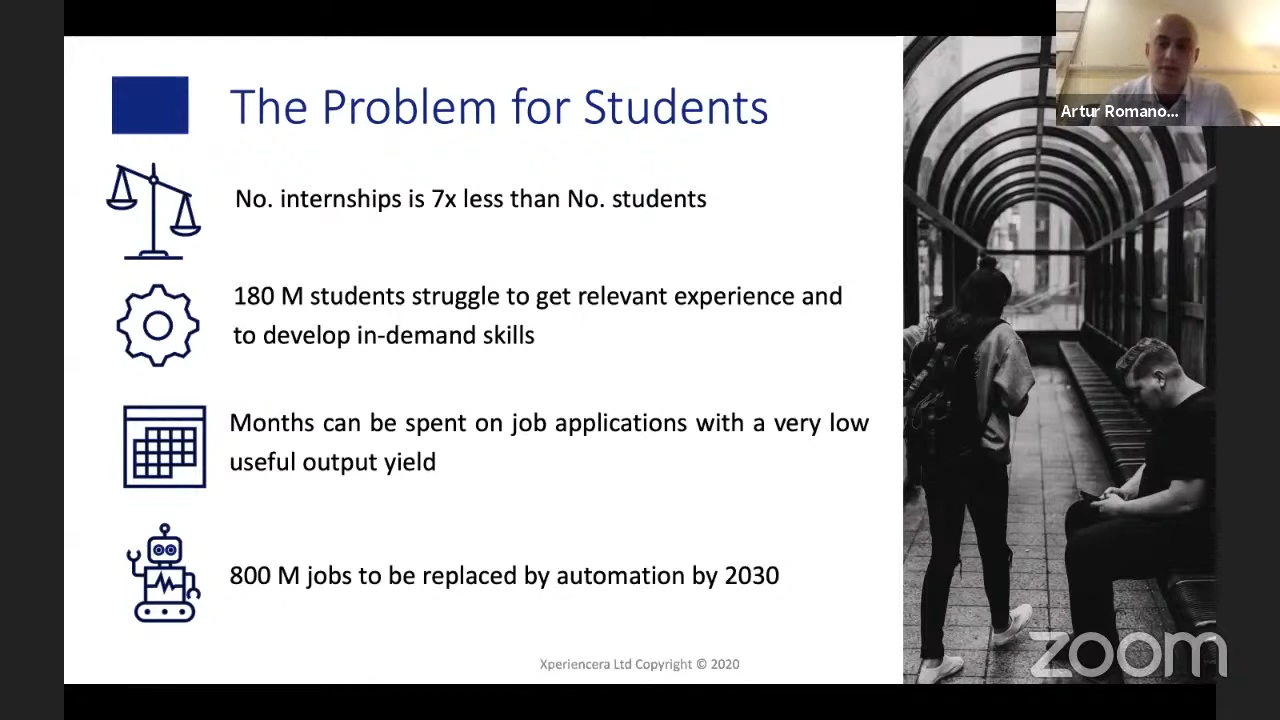 The Problem for Students
Artur Romano...
No. internships is 7x less than No. students
180 M students struggle to get relevant experience and
to develop in-demand skills
Months can be spent on job applications with a very low
useful output yield
800 M jobs to be replaced by automation by 2030
Xperiencera Ltd Copyright © 2020
zoom